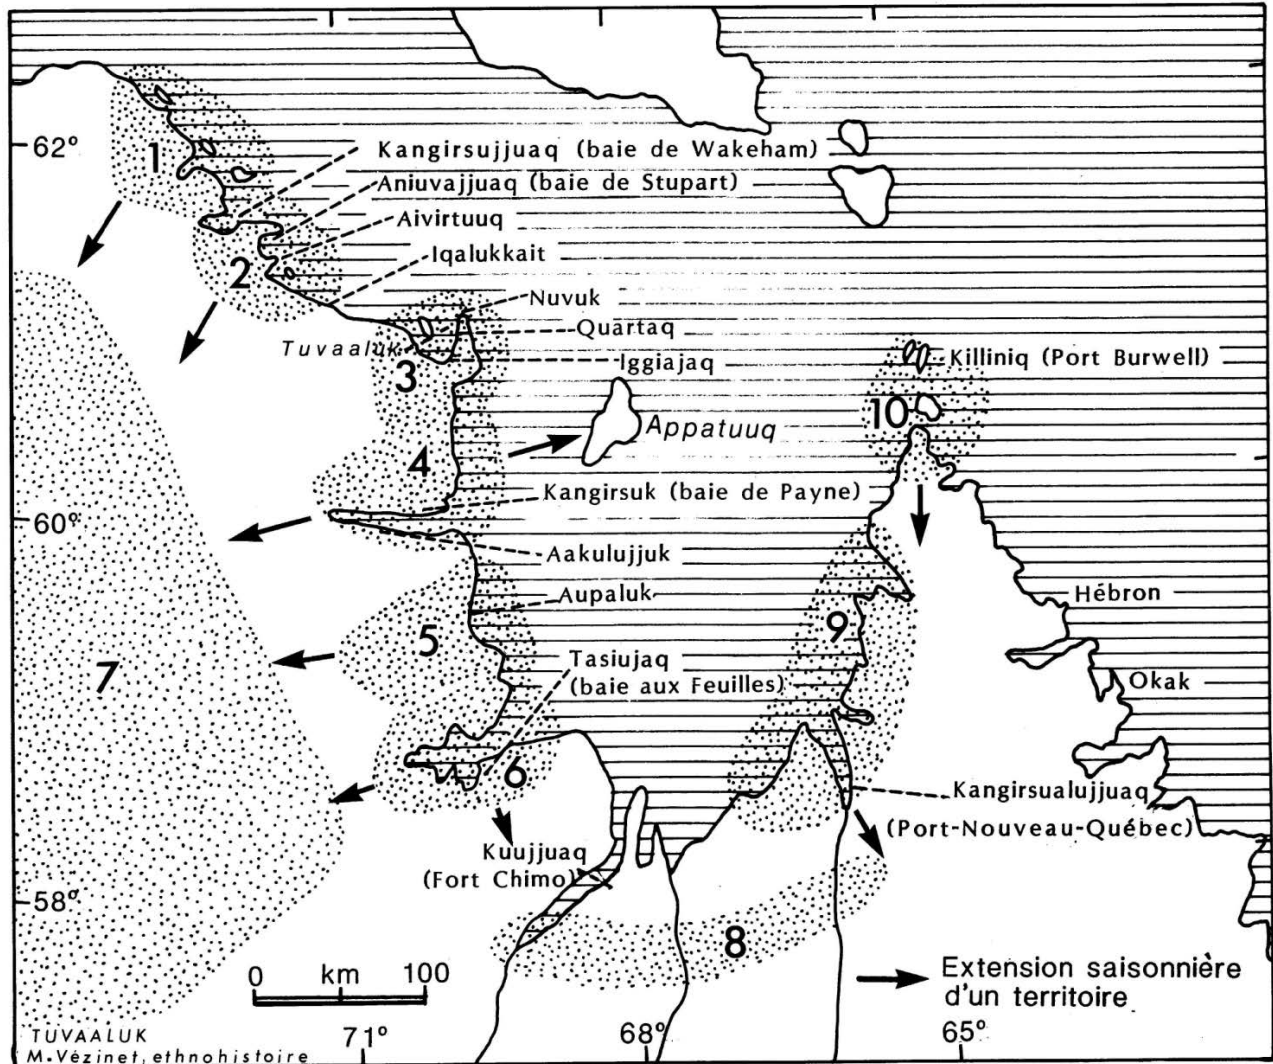 62°
1
Kangirsujjuaq (baie de Wakeham)
Aniuvajjuaq (baie de Stupart)
Aivirtuuq
2
Iqalukkait
Nuvuk
Quartaq
Tuvaaluk
Iggiajaq
3
Killiniq (Port Burwell)
10
Appatuuq
4
Kangirsuk (baie de Payne)
60°
Aakulujjuk
Aupaluk
Hébron
5
9
7
Tasiujaq
(baie aux Feuilles)
Okak
6
Kangirsualujjuaq
(Port-Nouveau-Québec)
Kuujjuaq
(Fort Chimo)
58°
8
0 km 100
Extension saisonnière
d'un territoire
TUVAALUK
M.Vézinet, ethnohistoire
71° 68° 65°